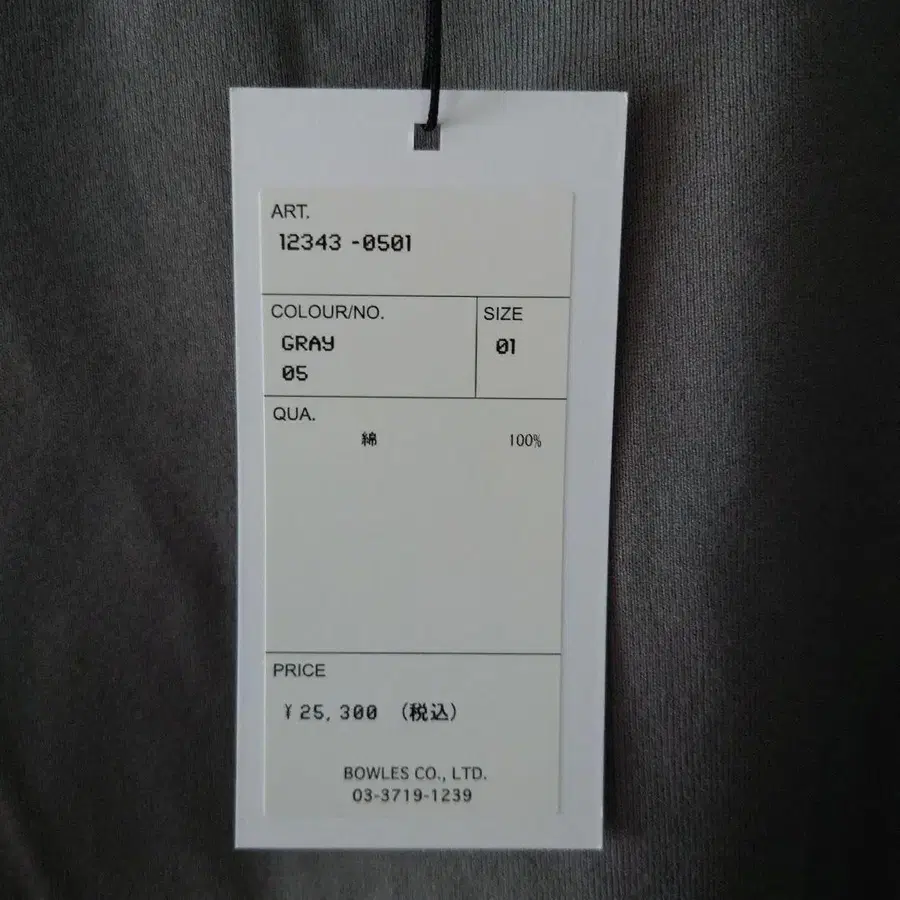 ART.
12343 -0501
COLOUR/NO.
GRAY
05
SIZE
01
QUA.
綿 100%
PRICE
¥25,300 (税込)
BOWLES CO., LTD.
03-3719-1239